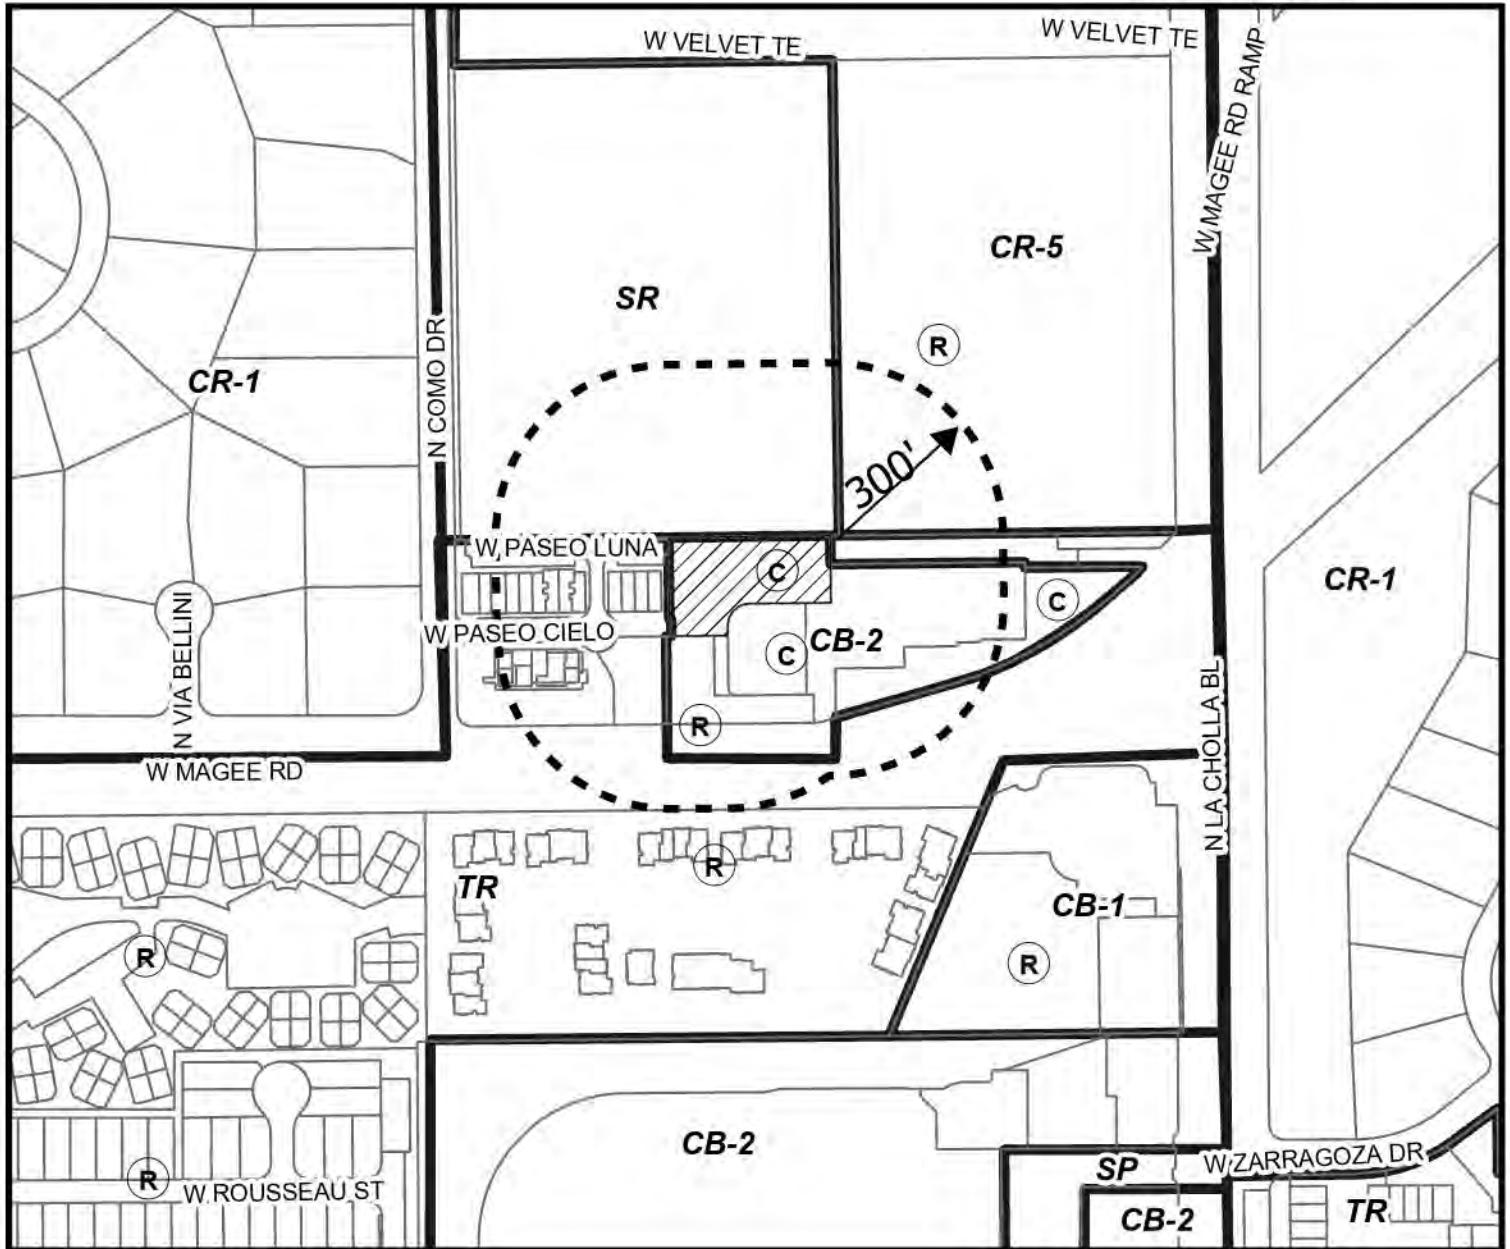 W VELVET TE
W VELVET TE
W MAGEE RD RAMP
CR-5
SR
R
N COMO DR
CR-1
300'
W PASEO LUNA
C
CR-1
C
W PASEO CIELO
C
CB-2
N VIA BELLINI
R
N LA CHOLLA BL
W MAGEE RD
R
TR
CB-1
R
R
CB-2
W ZARRAGOZA DR
SP
R
W ROUSSEAU ST
CB-2
TR